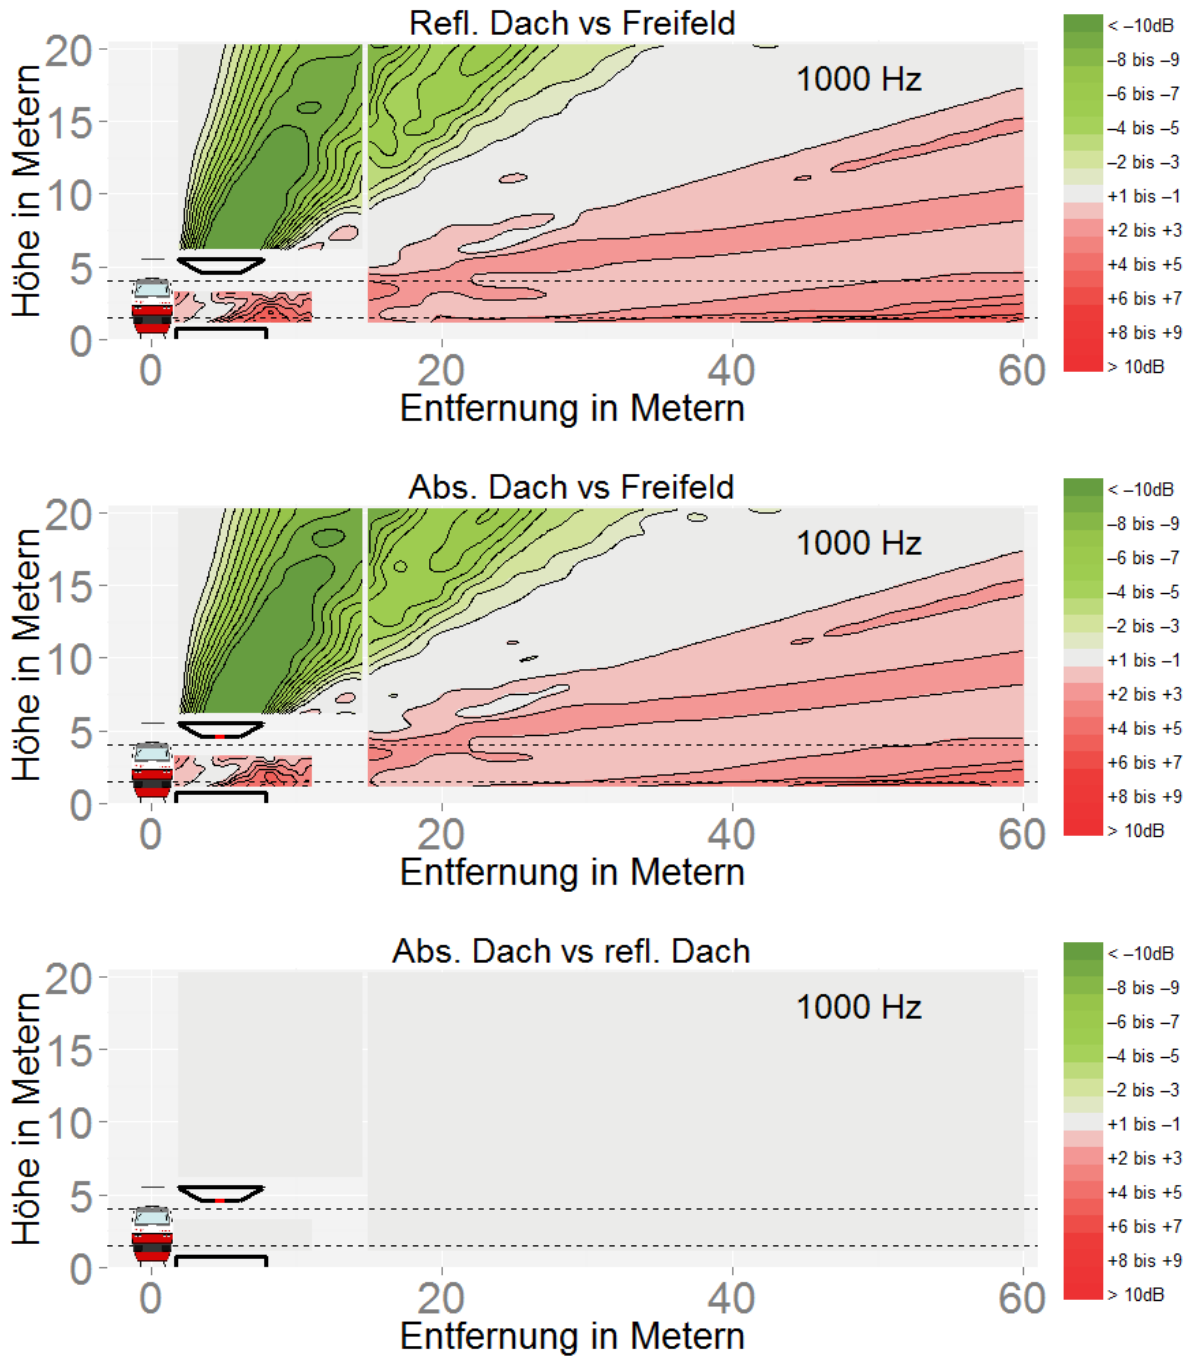 Refl. Dach vs Freifeld
1000 Hz
Höhe in Metern
20
15
10
5
0
0
20
40
60
Entfernung in Metern
< –10dB
–8 bis –9
–6 bis –7
–4 bis –5
–2 bis –3
+1 bis –1
+2 bis +3
+4 bis +5
+6 bis +7
+8 bis +9
> 10dB
Abs. Dach vs Freifeld
1000 Hz
Höhe in Metern
20
15
10
5
0
0
20
40
60
Entfernung in Metern
< –10dB
–8 bis –9
–6 bis –7
–4 bis –5
–2 bis –3
+1 bis –1
+2 bis +3
+4 bis +5
+6 bis +7
+8 bis +9
> 10dB
Abs. Dach vs refl. Dach
1000 Hz
Höhe in Metern
20
15
10
5
0
0
20
40
60
Entfernung in Metern
< –10dB
–8 bis –9
–6 bis –7
–4 bis –5
–2 bis –3
+1 bis –1
+2 bis +3
+4 bis +5
+6 bis +7
+8 bis +9
> 10dB